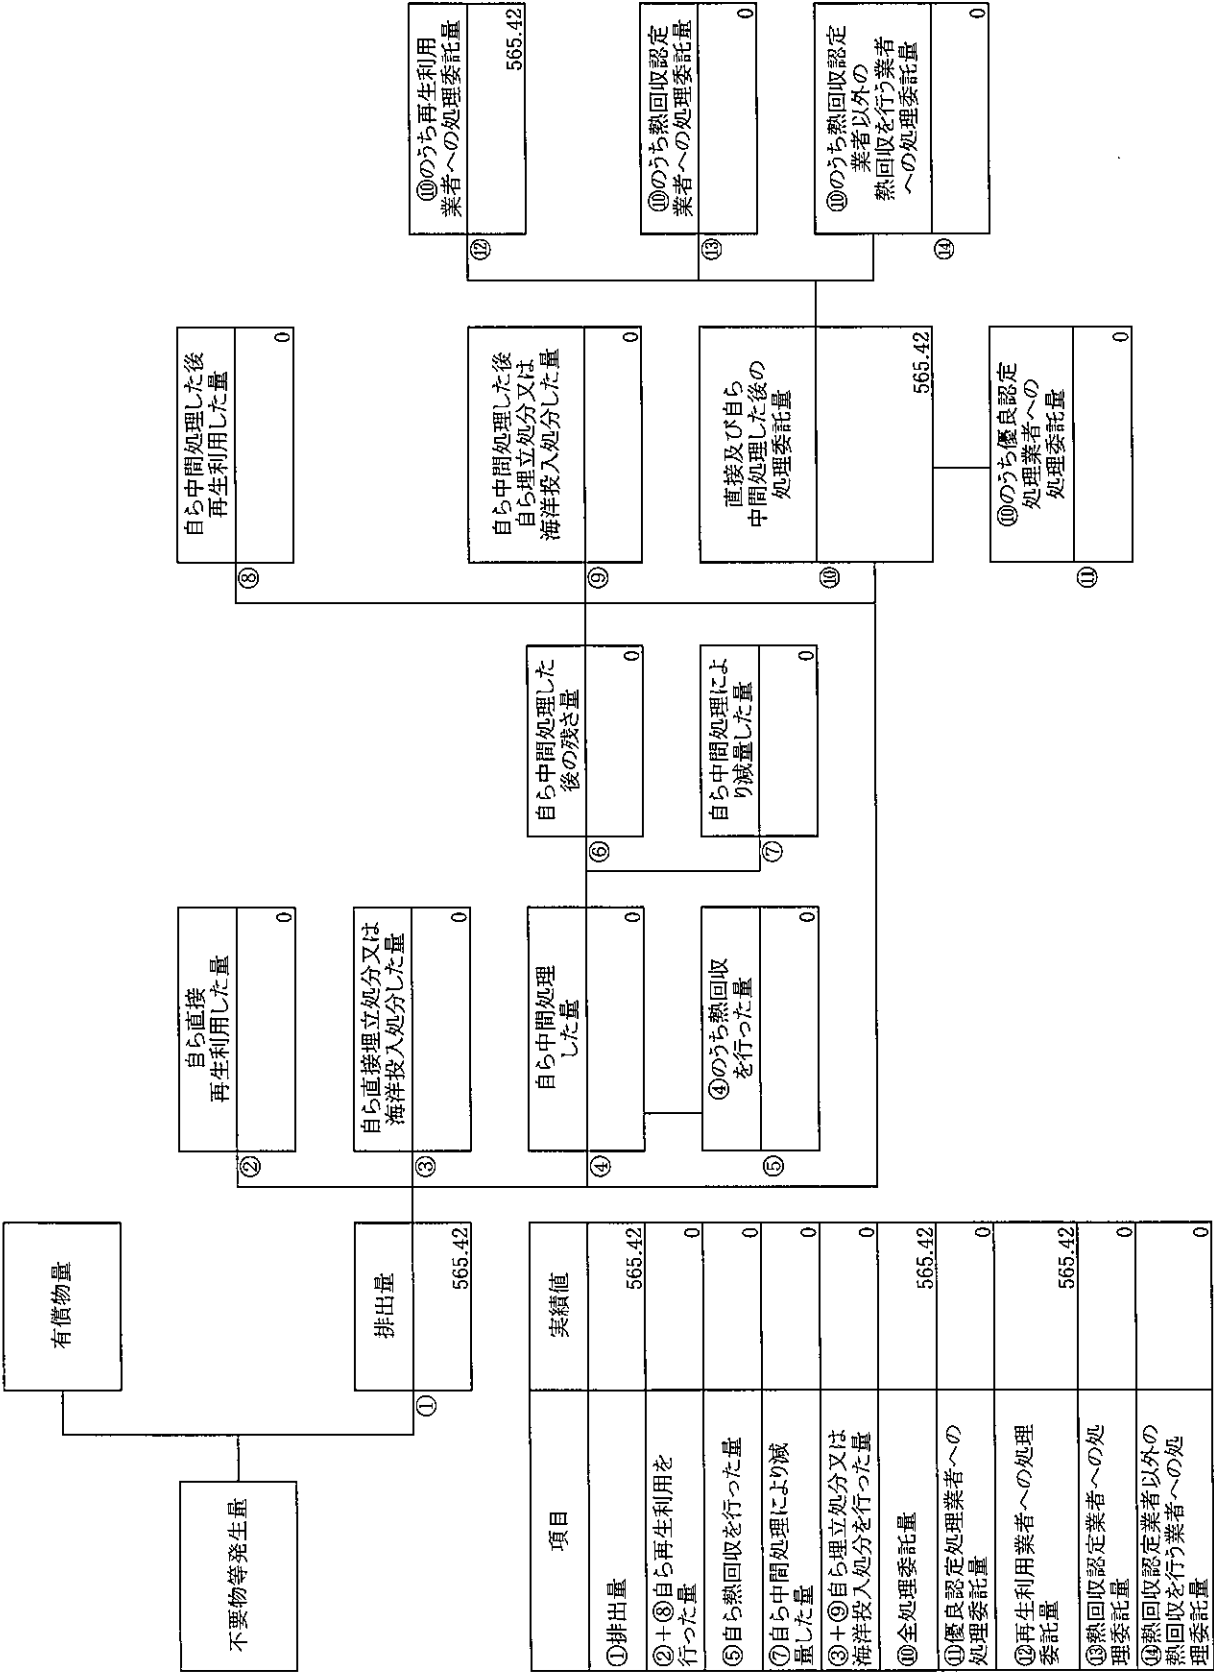 有償物量
不要物等発生量
①
排出量
565.42
②
自ら直接
再生利用した量
0
③
自ら直接埋立処分又は
海洋投入処分した量
0
④
自ら中間処理
した量
0
⑤
④のうち熱回収
を行った量
0
⑥
自ら中間処理した
後の残さ量
0
⑦
自ら中間処理によ
り減量した量
0
⑧
自ら中間処理した後
再生利用した量
0
⑨
自ら中間処理した後
自ら埋立処分又は
海洋投入処分した量
0
⑩
直接及び自ら
中間処理した後の
処理委託量
565.42
⑪
⑩のうち優良認定
処理業者への
処理委託量
0
⑫
⑩のうち再生利用
業者への処理委託量
565.42
⑬
⑩のうち熱回収認定
業者への処理委託量
0
⑭
⑩のうち熱回収認定
業者以外の
熱回収を行う業者
への処理委託量
0
項目 実績値
①排出量 565.42
②+⑧自ら再生利用を
行った量 0
⑤自ら熱回収を行った量 0
⑦自ら中間処理により減
量した量 0
③+⑨自ら埋立処分又は
海洋投入処分を行った量 0
⑩全処理委託量 565.42
⑪優良認定処理業者への
処理委託量 0
⑫再生利用業者への処理
委託量 565.42
⑬熱回収認定業者への処
理委託量 0
⑭熱回収認定業者以外の
熱回収を行う業者への処
理委託量 0